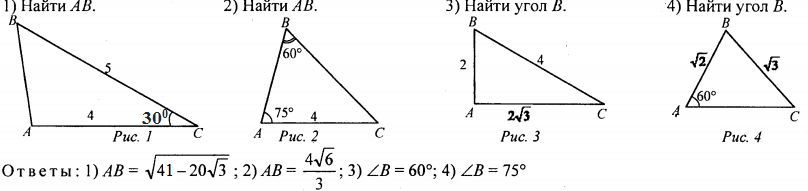 1) Найти AB. 2) Найти AB. 3) Найти угол B. 4) Найти угол B.
B
5
4
30⁰
A
C
Рис. 1
B
60°
75°
4
A
C
Рис. 2
B
2
4
A
2√3
C
Рис. 3
B
√2
√3
60°
A
C
Рис. 4
Ответы: 1) AB = √(41 – 20√3) ; 2) AB = 4√6/3 ; 3) ∠B = 60°; 4) ∠B = 75°